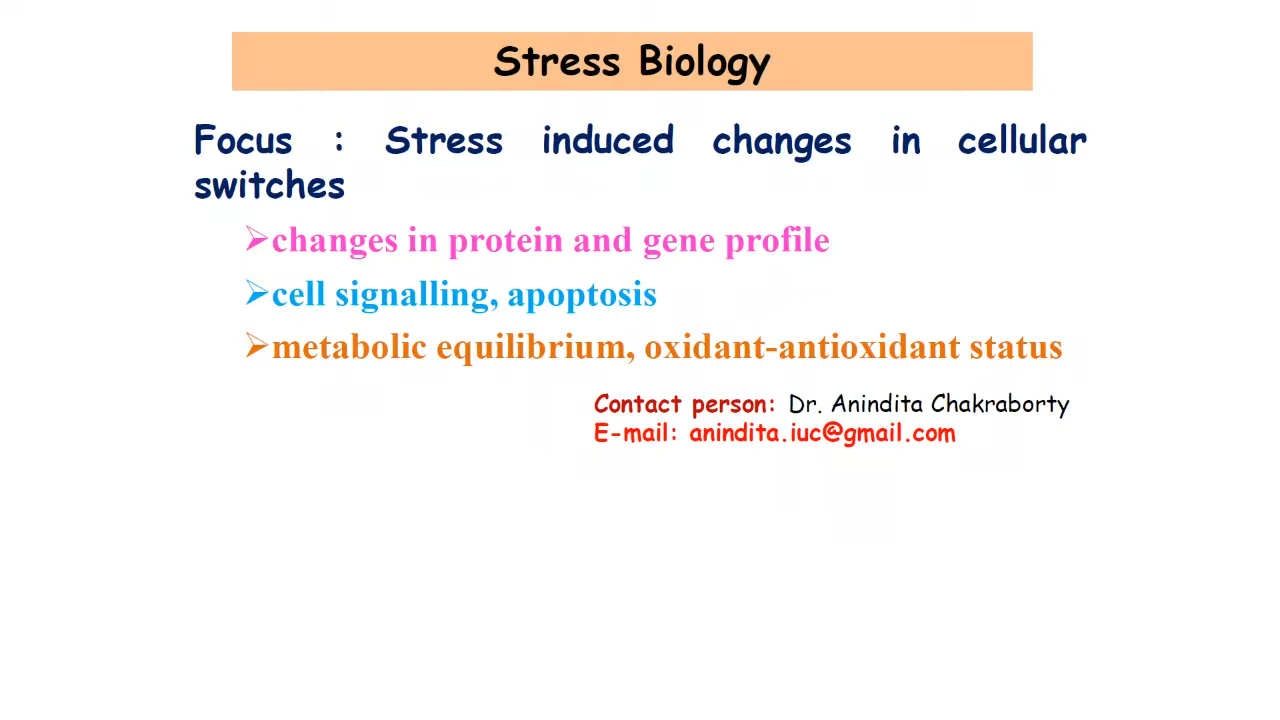 Stress Biology
Focus : Stress induced changes in cellular
switches
➢changes in protein and gene profile
➢cell signalling, apoptosis
➢metabolic equilibrium, oxidant-antioxidant status
Contact person: Dr. Anindita Chakraborty
E-mail: anindita.iuc@gmail.com